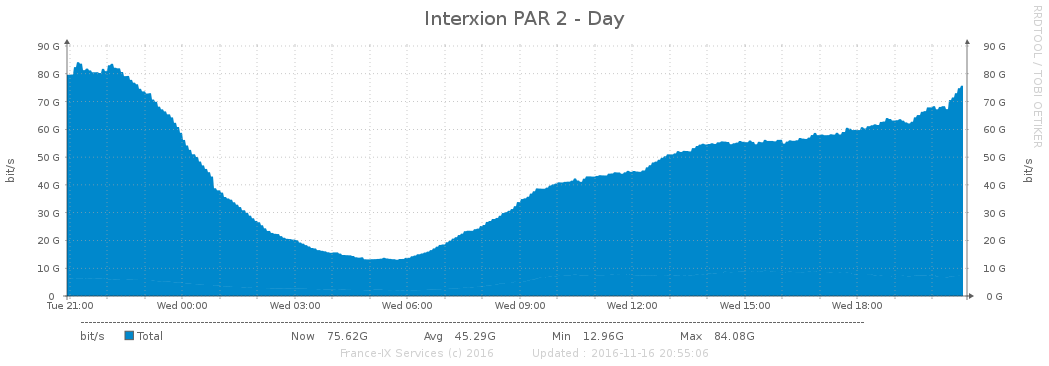 Interxion PAR 2 - Day
RRDTOOL / TOBI OETIKER
90 G 90 G
80 G 80 G
70 G 70 G
60 G 60 G
50 G 50 G
40 G 40 G
30 G 30 G
20 G 20 G
10 G 10 G
0 0 G
bit/s
bit/s
Tue 21:00 Wed 00:00 Wed 03:00 Wed 06:00 Wed 09:00 Wed 12:00 Wed 15:00 Wed 18:00
bit/s Total Now 75.62G Avg 45.29G Min 12.96G Max 84.08G
France-IX Services (c) 2016 Updated : 2016-11-16 20:55:06